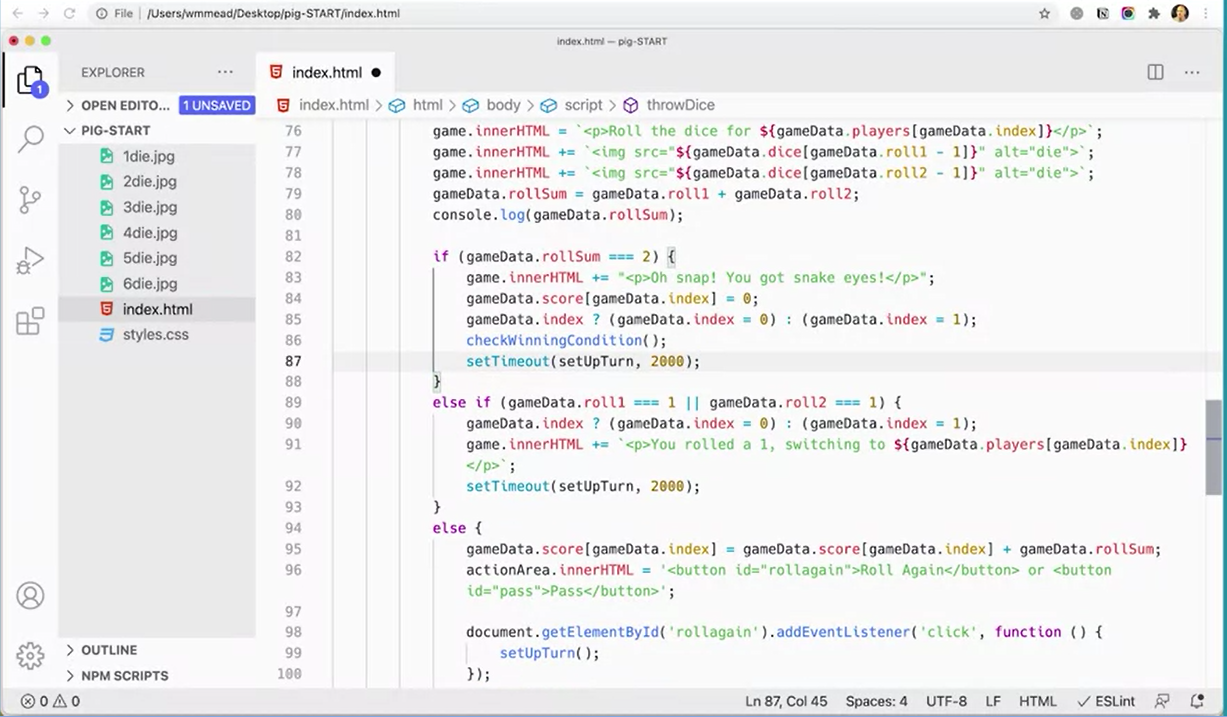 File | /Users/wmmead/Desktop/pig-START/index.html
index.html — pig-START
EXPLORER
index.html
OPEN EDITO... 1 UNSAVED
index.html > html > body > script > throwDice
PIG-START
1die.jpg
2die.jpg
3die.jpg
4die.jpg
5die.jpg
6die.jpg
index.html
styles.css
1
OUTLINE
NPM SCRIPTS
76 game.innerHTML = `<p>Roll the dice for ${gameData.players[gameData.index]}</p>`;
77 game.innerHTML += `<img src="${gameData.dice[gameData.roll1 - 1]}" alt="die">`;
78 game.innerHTML += `<img src="${gameData.dice[gameData.roll2 - 1]}" alt="die">`;
79 gameData.rollSum = gameData.roll1 + gameData.roll2;
80 console.log(gameData.rollSum);
81
82 if (gameData.rollSum === 2) {
83 game.innerHTML += "<p>Oh snap! You got snake eyes!</p>";
84 gameData.score[gameData.index] = 0;
85 gameData.index ? (gameData.index = 0) : (gameData.index = 1);
86 checkWinningCondition();
87 setTimeout(setUpTurn, 2000);
88 }
89 else if (gameData.roll1 === 1 || gameData.roll2 === 1) {
90 gameData.index ? (gameData.index = 0) : (gameData.index = 1);
91 game.innerHTML += `<p>You rolled a 1, switching to ${gameData.players[gameData.index]}
</p>`;
92 setTimeout(setUpTurn, 2000);
93 }
94 else {
95 gameData.score[gameData.index] = gameData.score[gameData.index] + gameData.rollSum;
96 actionArea.innerHTML = '<button id="rollagain">Roll Again</button> or <button
id="pass">Pass</button>';
97
98 document.getElementById('rollagain').addEventListener('click', function () {
99 setUpTurn();
100 });
0 0
Ln 87, Col 45 Spaces: 4 UTF-8 LF HTML ESLint